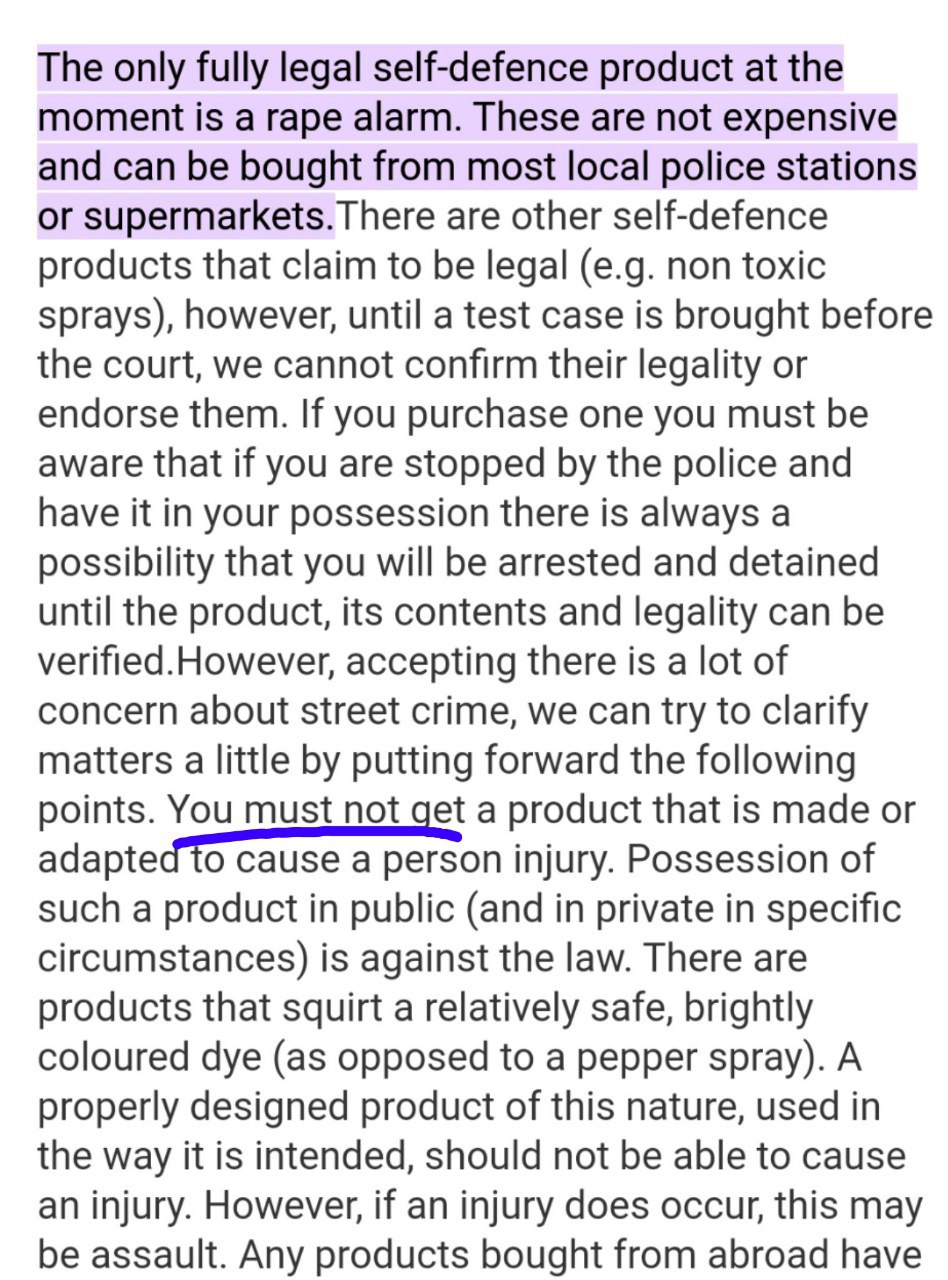 The only fully legal self-defence product at the
moment is a rape alarm. These are not expensive
and can be bought from most local police stations
or supermarkets.There are other self-defence
products that claim to be legal (e.g. non toxic
sprays), however, until a test case is brought before
the court, we cannot confirm their legality or
endorse them. If you purchase one you must be
aware that if you are stopped by the police and
have it in your possession there is always a
possibility that you will be arrested and detained
until the product, its contents and legality can be
verified.However, accepting there is a lot of
concern about street crime, we can try to clarify
matters a little by putting forward the following
points. You must not get a product that is made or
adapted to cause a person injury. Possession of
such a product in public (and in private in specific
circumstances) is against the law. There are
products that squirt a relatively safe, brightly
coloured dye (as opposed to a pepper spray). A
properly designed product of this nature, used in
the way it is intended, should not be able to cause
an injury. However, if an injury does occur, this may
be assault. Any products bought from abroad have